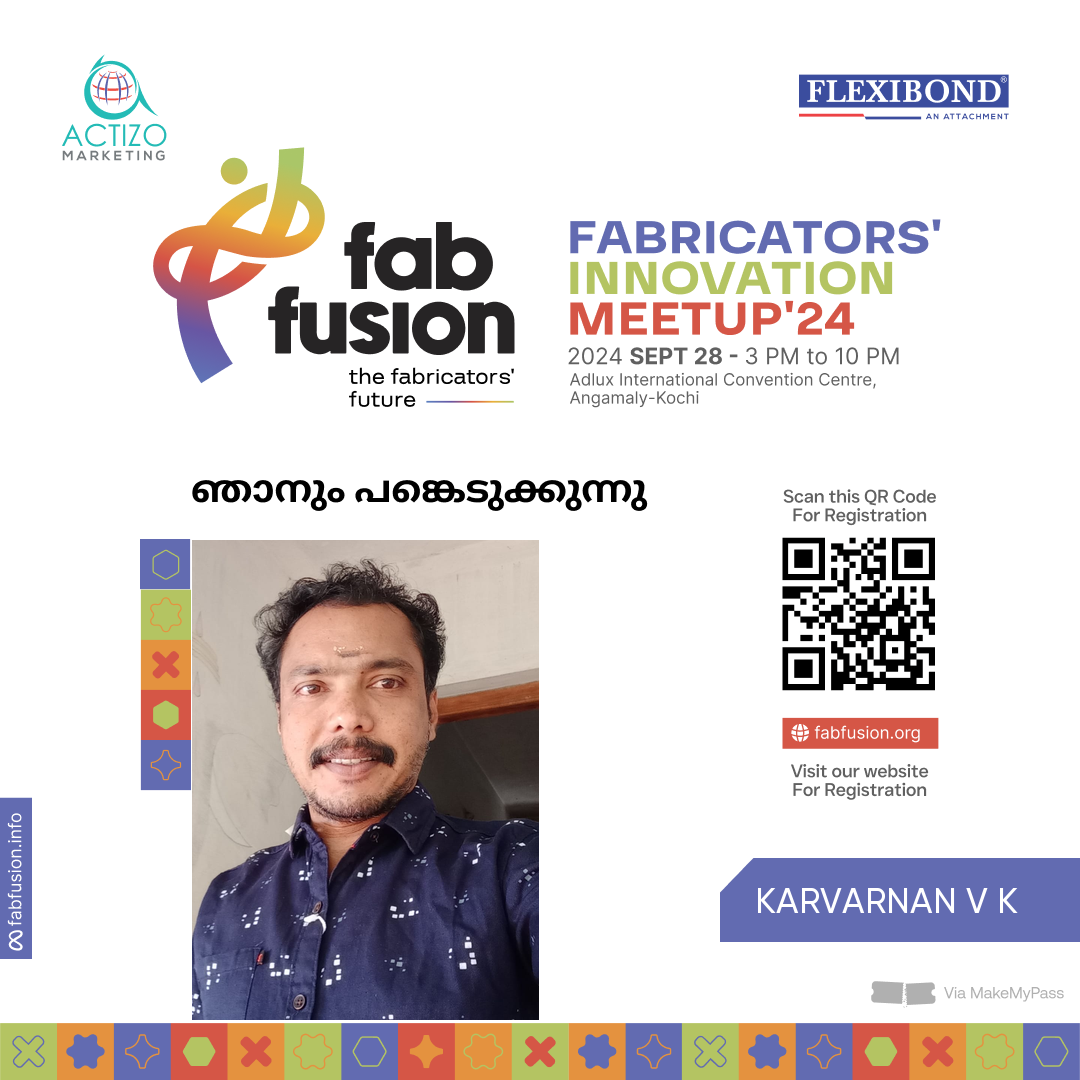 ACTIZO
MARKETING
FLEXIBOND®
AN ATTACHMENT
fab
fusion
the fabricators'
future
FABRICATORS'
INNOVATION
MEETUP'24
2024 SEPT 28 - 3 PM to 10 PM
Adlux International Convention Centre,
Angamaly-Kochi
ഞാനും പങ്കെടുക്കുന്നു
Scan this QR Code
For Registration
fabfusion.org
Visit our website
For Registration
fabfusion.info
KARVARNAN V K
Via MakeMyPass